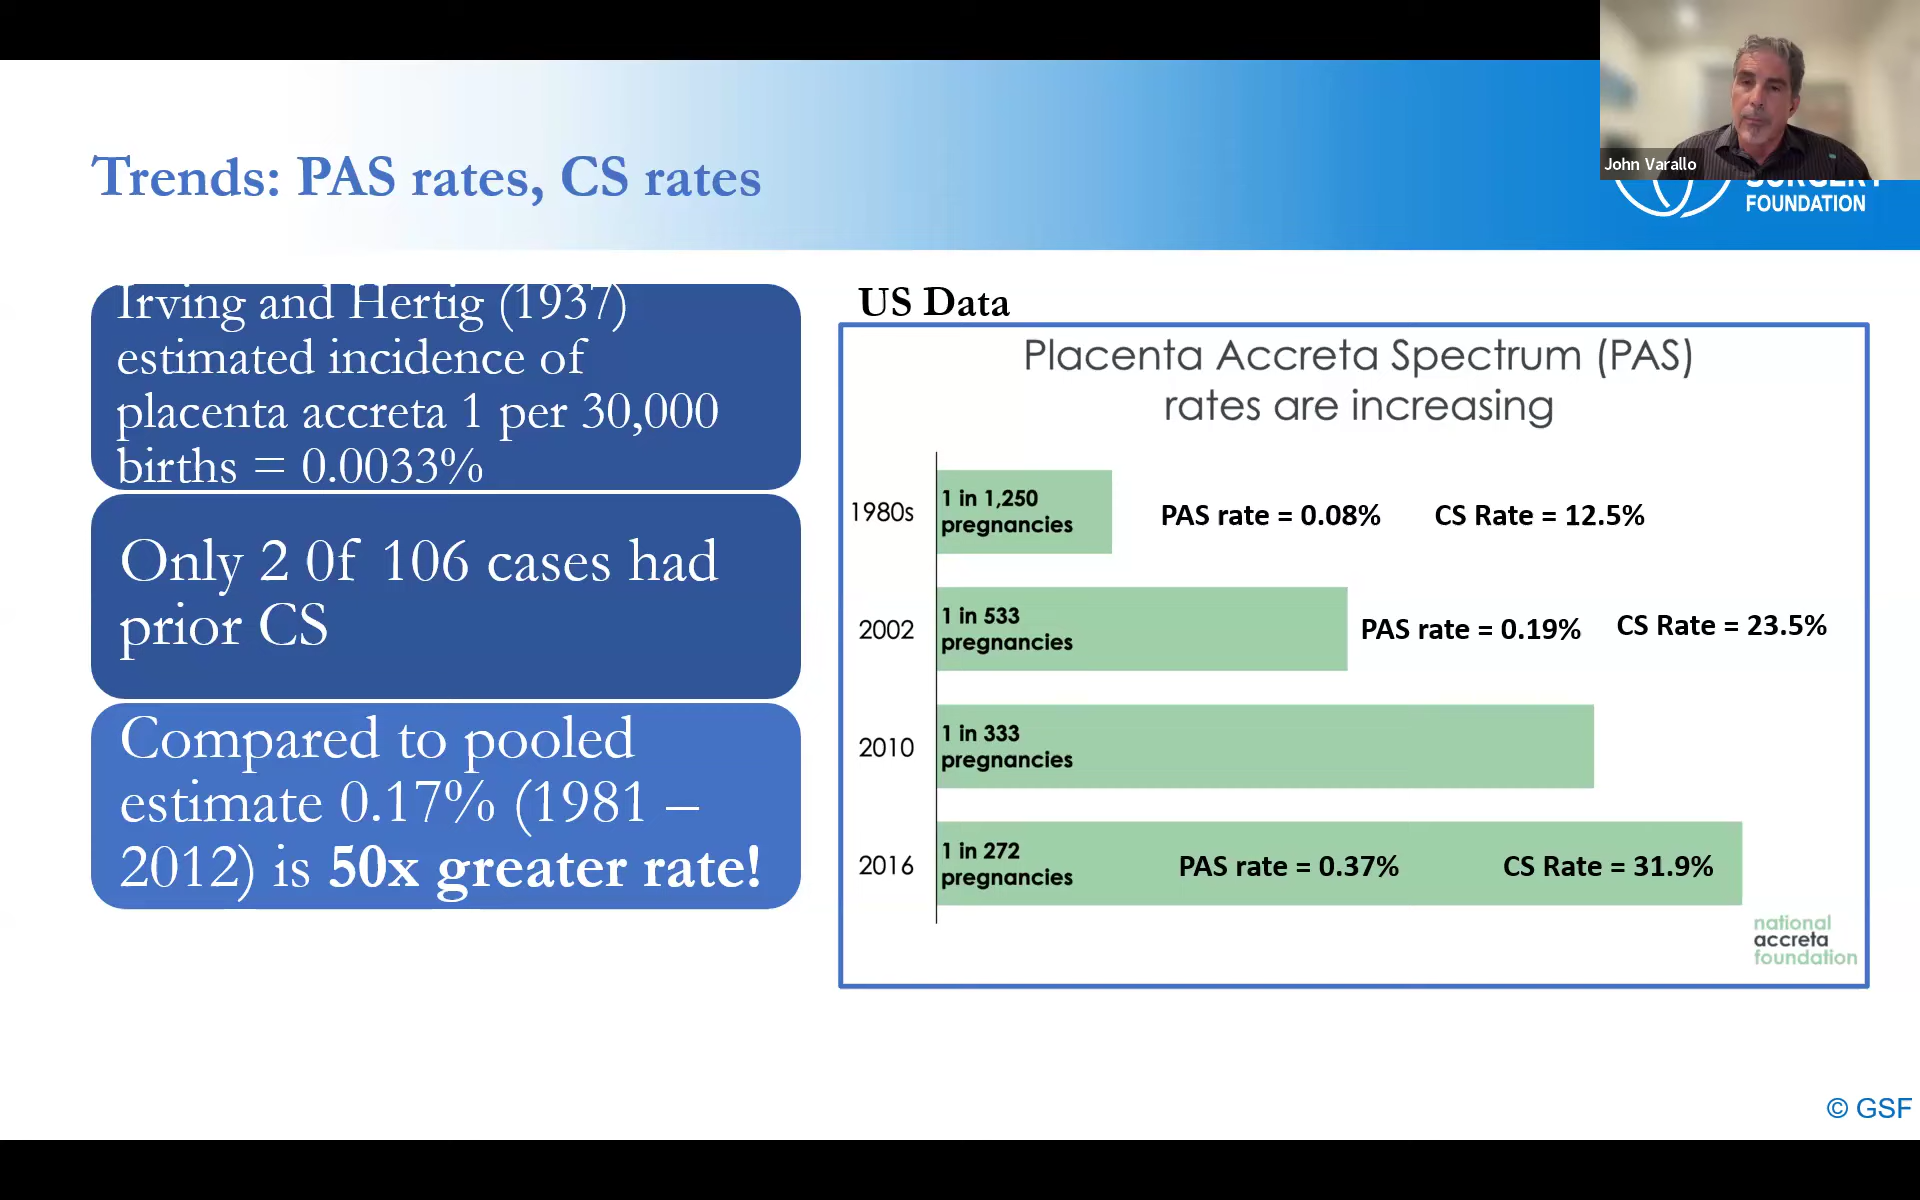 John Varallo
FOUNDATION
Trends: PAS rates, CS rates
Irving and Hertig (1937)
estimated incidence of
placenta accreta 1 per 30,000
births = 0.0033%
Only 2 0f 106 cases had
prior CS
Compared to pooled
estimate 0.17% (1981 –
2012) is 50x greater rate!
US Data
Placenta Accreta Spectrum (PAS)
rates are increasing
1980s
1 in 1,250
pregnancies
PAS rate = 0.08%
CS Rate = 12.5%
2002
1 in 533
pregnancies
PAS rate = 0.19%
CS Rate = 23.5%
2010
1 in 333
pregnancies
2016
1 in 272
pregnancies
PAS rate = 0.37%
CS Rate = 31.9%
national
accreta
foundation
© GSF